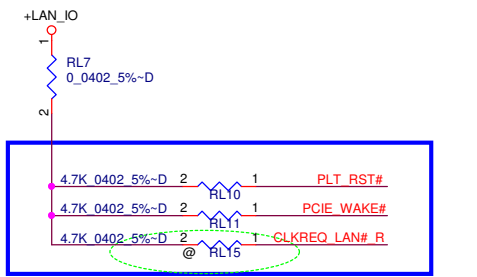 +LAN_IO
1
RL7
0_0402_5%~D
2
4.7K_0402_5%~D 2 1 PLT_RST#
RL10
4.7K_0402_5%~D 2 1 PCIE_WAKE#
RL11
4.7K_0402_5%~D 2 1 CLKREQ_LAN#_R
@ RL15